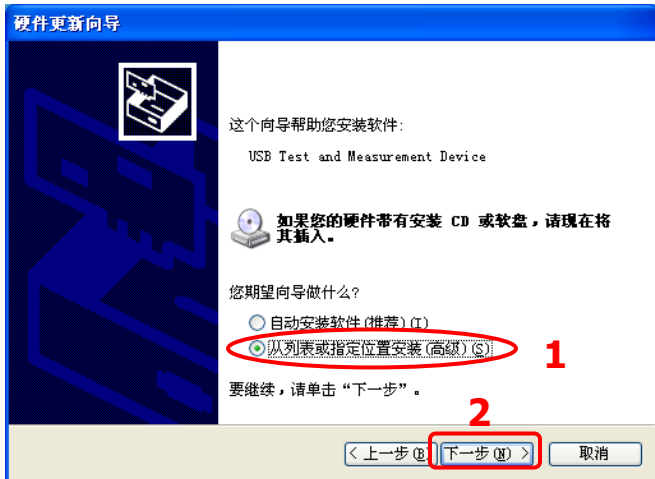 硬件更新向导
这个向导帮助您安装软件:
USB Test and Measurement Device
如果您的硬件带有安装 CD 或软盘，请现在将
其插入。
您期望向导做什么?
自动安装软件(推荐)(I)
从列表或指定位置安装(高级)(S)
1
要继续，请单击“下一步”。
2
< 上一步(B) 下一步(N) > 取消